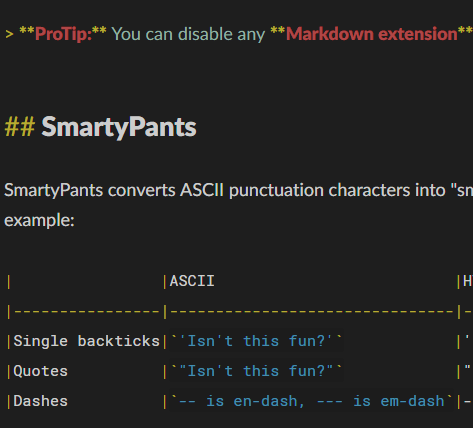 > **ProTip:** You can disable any **Markdown extension**
## SmartyPants
SmartyPants converts ASCII punctuation characters into "sm
example:
|                |ASCII                          |H
|----------------|-------------------------------|-
|Single backticks|`'Isn't this fun?'`            |'
|Quotes          |`"Isn't this fun?"`            |"
|Dashes          |`-- is en-dash, --- is em-dash`|-